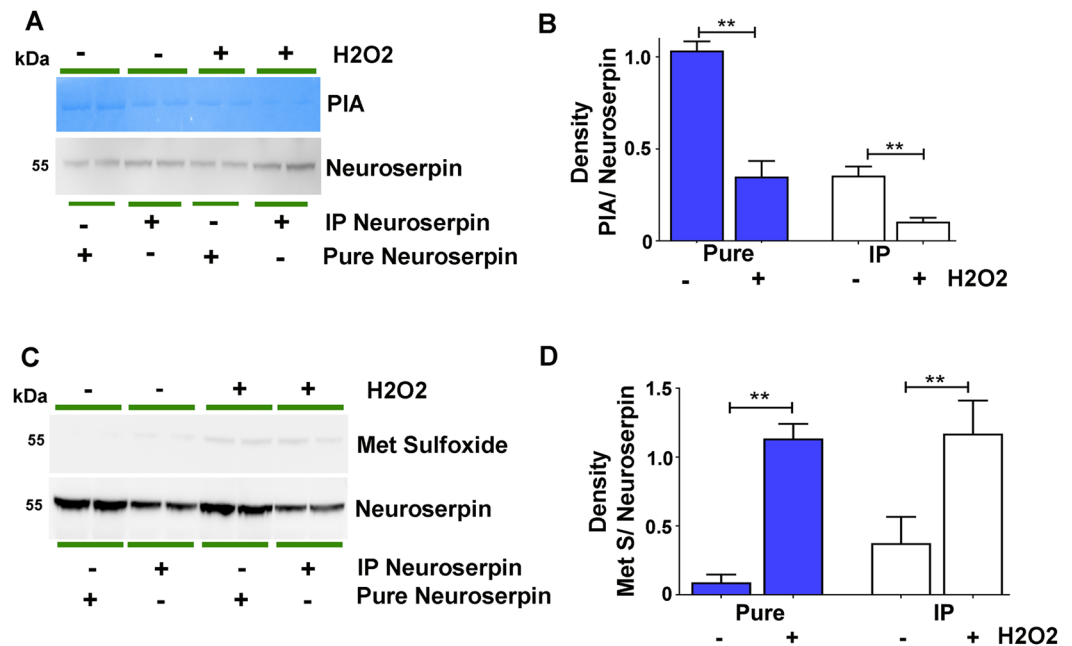 A
kDa - - + + H2O2
PIA
55 Neuroserpin
- + - + IP Neuroserpin
+ - + - Pure Neuroserpin
B
Density
PIA/ Neuroserpin
1.0
0.5
0
**
**
Pure IP
- + - + H2O2
C
kDa - - + + H2O2
55 Met Sulfoxide
55 Neuroserpin
- + - + IP Neuroserpin
+ - + - Pure Neuroserpin
D
Density
Met S/ Neuroserpin
1.5
1.0
0.5
0
**
**
Pure IP
- + - + H2O2